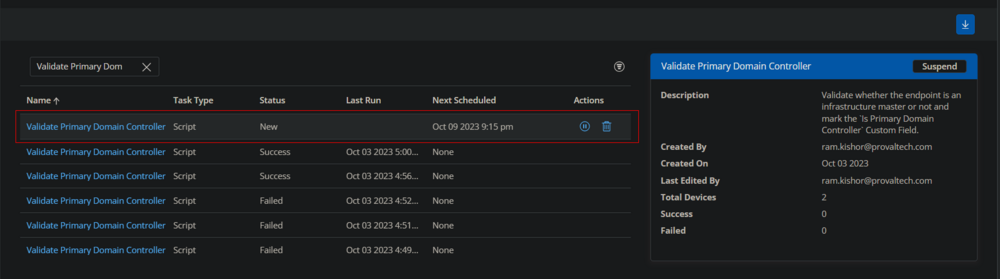 Validate Primary Dom
Name Task Type Status Last Run Next Scheduled Actions
Validate Primary Domain Controller Script New Oct 09 2023 9:15 pm
Validate Primary Domain Controller Script Success Oct 03 2023 5:00... None
Validate Primary Domain Controller Script Success Oct 03 2023 4:56... None
Validate Primary Domain Controller Script Failed Oct 03 2023 4:52... None
Validate Primary Domain Controller Script Failed Oct 03 2023 4:51... None
Validate Primary Domain Controller Script Failed Oct 03 2023 4:49... None
Validate Primary Domain Controller Suspend
Description Validate whether the endpoint is an
infrastructure master or not and
mark the `Is Primary Domain
Controller` Custom Field.
Created By ram.kishor@provaltech.com
Created On Oct 03 2023
Last Edited By ram.kishor@provaltech.com
Total Devices 2
Success 0
Failed 0